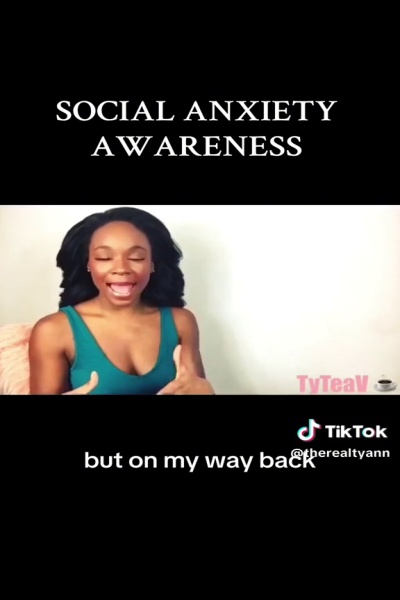 SOCIAL ANXIETY
AWARENESS
TyTeaV
TikTok
@therealtyann
but on my way back